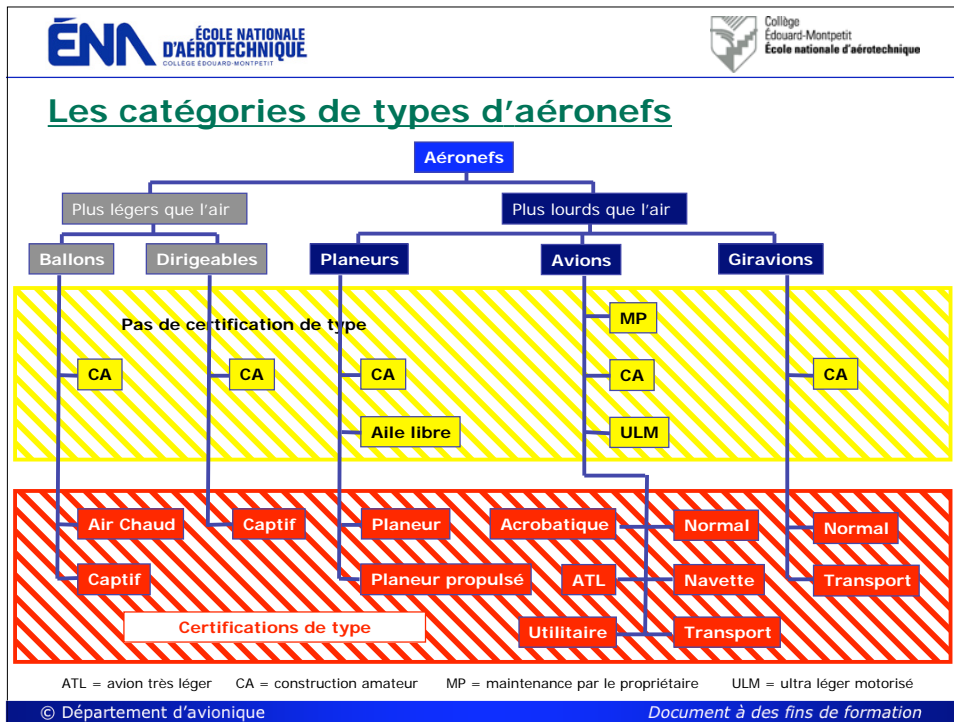 ÉNA ÉCOLE NATIONALE
D'AÉROTECHNIQUE
COLLÈGE ÉDOUARD-MONTPETIT
Collège
Édouard-Montpetit
École nationale d'aérotechnique
Les catégories de types d'aéronefs
Aéronefs
Plus légers que l'air
Plus lourds que l'air
Ballons
Dirigeables
Planeurs
Avions
Giravions
Pas de certification de type
MP
CA
CA
CA
CA
CA
Aile libre
ULM
Air Chaud
Captif
Planeur
Acrobatique
Normal
Normal
Captif
Planeur propulsé
ATL
Navette
Transport
Certifications de type
Utilitaire
Transport
ATL = avion très léger CA = construction amateur MP = maintenance par le propriétaire ULM = ultra léger motorisé
© Département d'avionique Document à des fins de formation